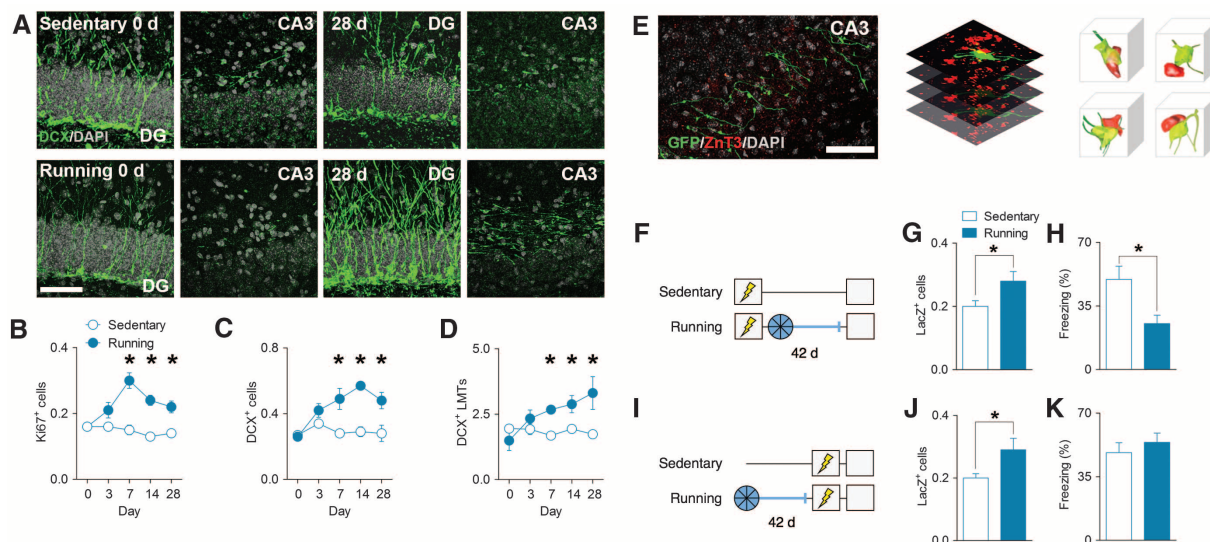 A
Sedentary 0 d
CA3
28 d
DG
CA3
DCX/DAPI
DG
Running 0 d
CA3
28 d
DG
CA3
DG
E
CA3
GFP/ZnT3/DAPI
B
Sedentary
Running
Ki67+ cells
0.4
0.2
0.0
* * *
0 3 7 14 28
Day
C
DCX+ cells
0.8
0.4
0.0
* * *
0 3 7 14 28
Day
D
DCX+ LMTs
5.0
2.5
0.0
* * *
0 3 7 14 28
Day
F
Sedentary
Running
42 d
G
Sedentary
Running
LacZ+ cells
0.4
0.2
0.0
*
H
Freezing (%)
70
35
0
*
I
Sedentary
Running
42 d
J
LacZ+ cells
0.4
0.2
0.0
*
K
Freezing (%)
70
35
0